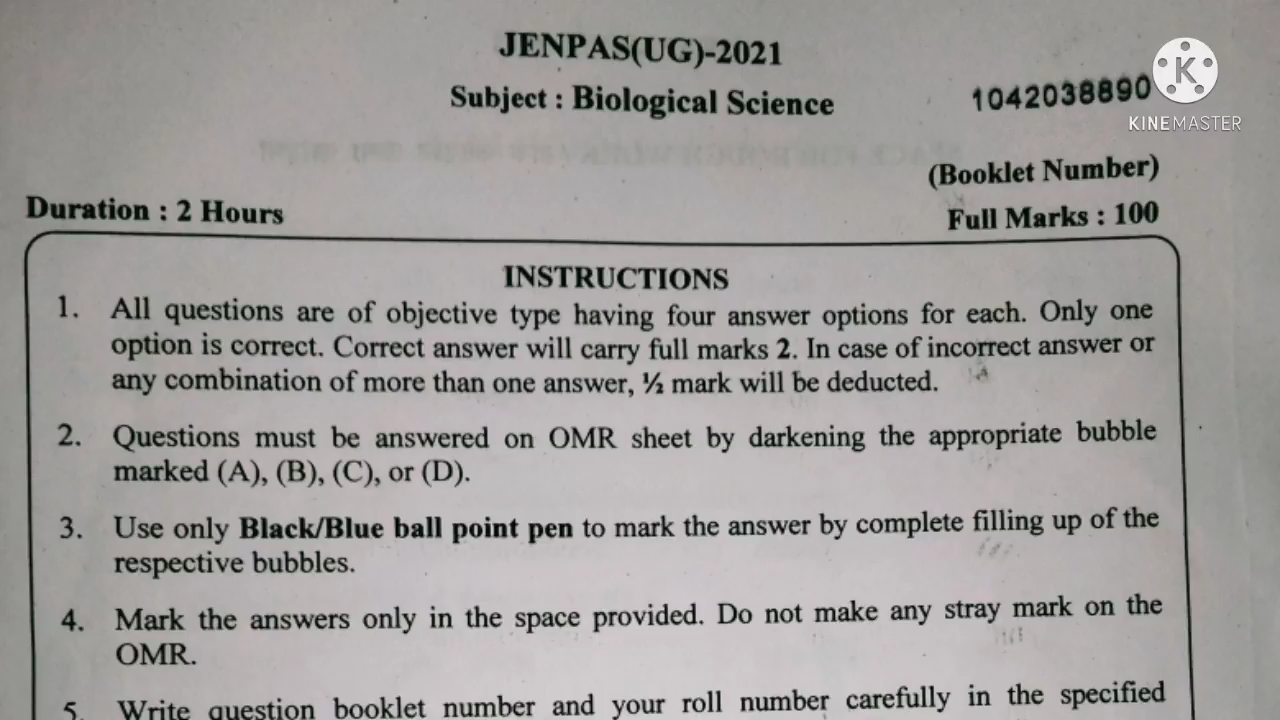 JENPAS(UG)-2021
Subject : Biological Science
1042038890
K
KINEMASTER
(Booklet Number)
Duration : 2 Hours
Full Marks : 100
INSTRUCTIONS
1. All questions are of objective type having four answer options for each. Only one
option is correct. Correct answer will carry full marks 2. In case of incorrect answer or
any combination of more than one answer, ½ mark will be deducted.
2. Questions must be answered on OMR sheet by darkening the appropriate bubble
marked (A), (B), (C), or (D).
3. Use only Black/Blue ball point pen to mark the answer by complete filling up of the
respective bubbles.
4. Mark the answers only in the space provided. Do not make any stray mark on the
OMR.
5. Write question booklet number and your roll number carefully in the specified